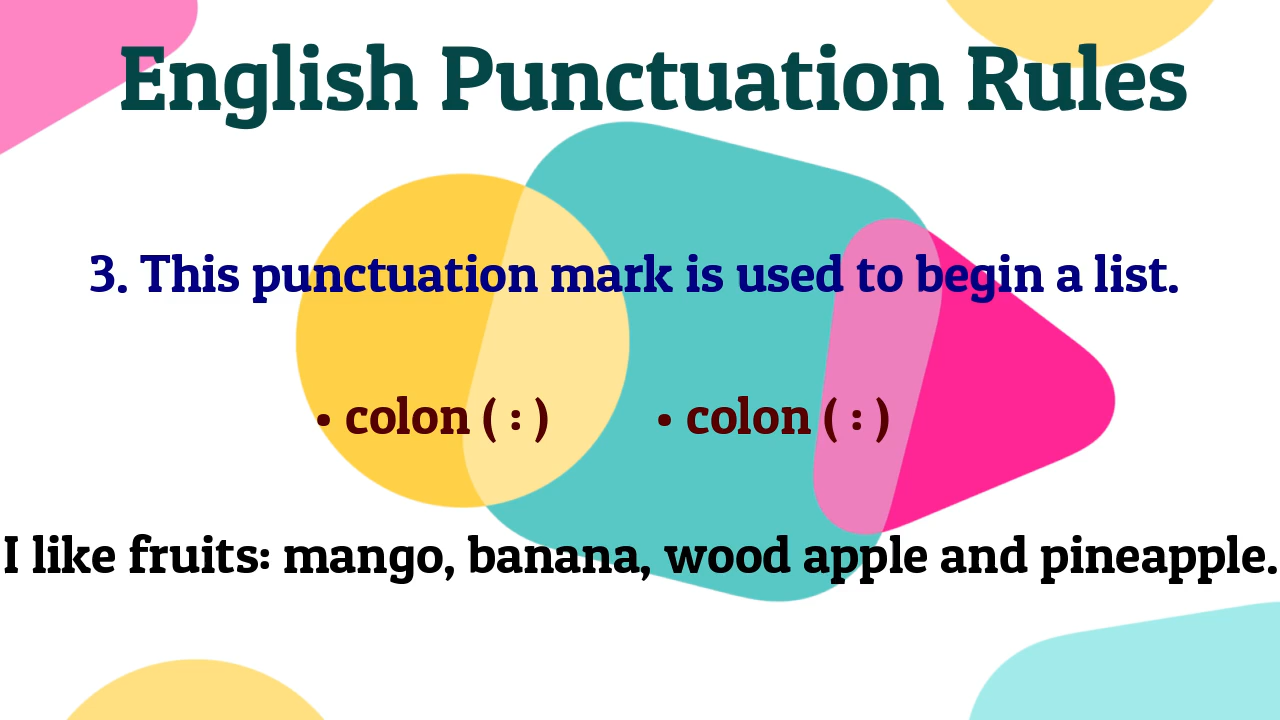 English Punctuation Rules
3. This punctuation mark is used to begin a list.
• colon ( : ) • colon ( : )
I like fruits: mango, banana, wood apple and pineapple.